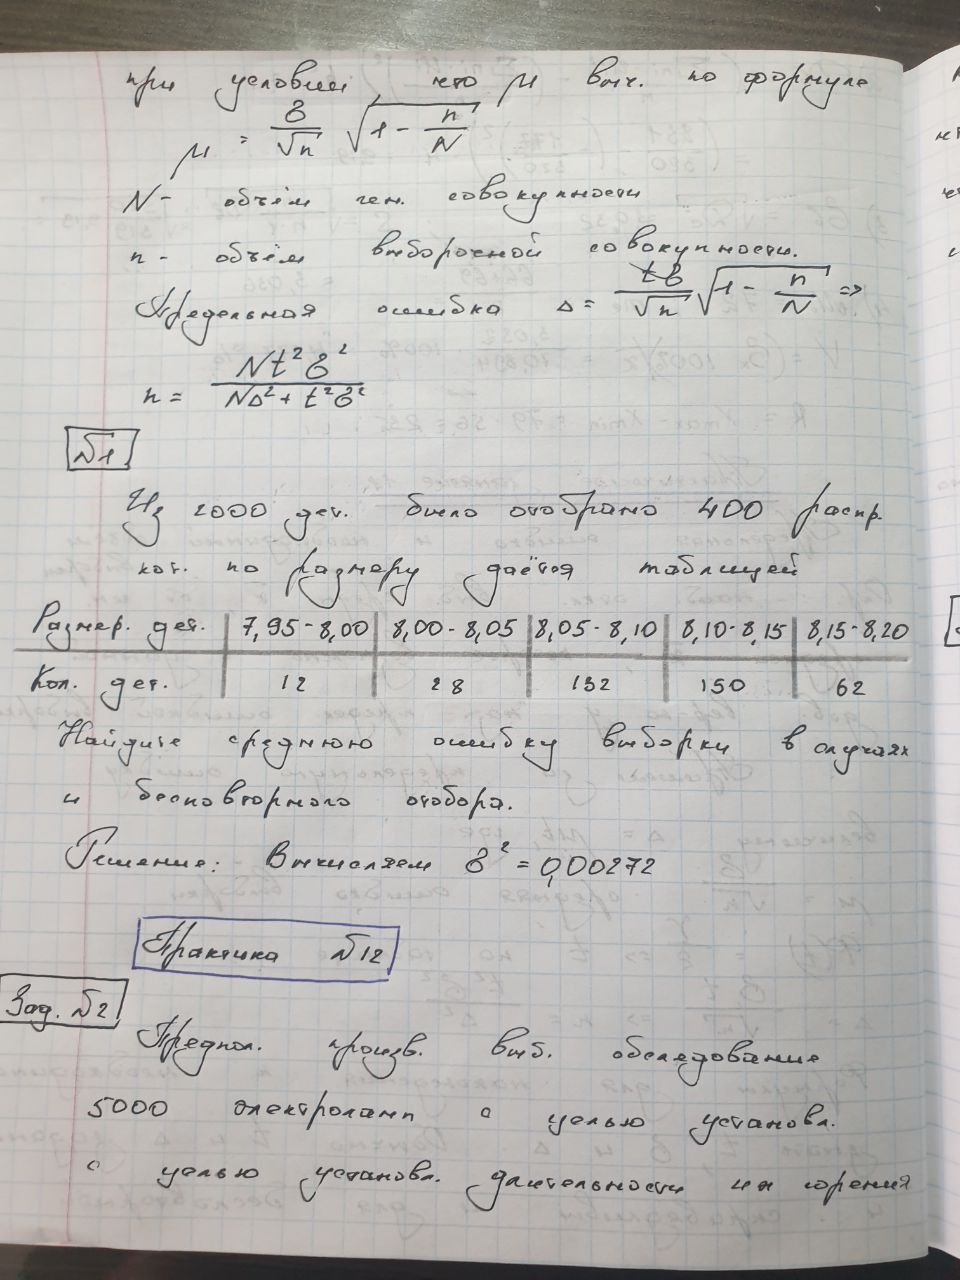 при условии, что μ выч. по формуле
μ = σ/√n √(1 - n/N)
N - объём ген. совокупности
n - объём выборочной совокупности.
Предельная ошибка Δ = tσ/√n √(1 - n/N) =>
n = Nt²σ²/(NΔ² + t²σ²)
№1
Из 2000 дет. было отобрано 400 распр.
кот. по размеру даётся таблицей
Размер. дет. 7,95-8,00 8,00-8,05 8,05-8,10 8,10-8,15 8,15-8,20
Кол. дет. 12 28 132 150 62
Найдите среднюю ошибку выборки в случаях
и бесповторного отбора.
Решение: Вычисляем σ² = 0,00272
Практика №12
Зад. №2
Предпол. произв. выб. обследование
5000 электроламп с целью установл.
с целью установл. длительности их горения